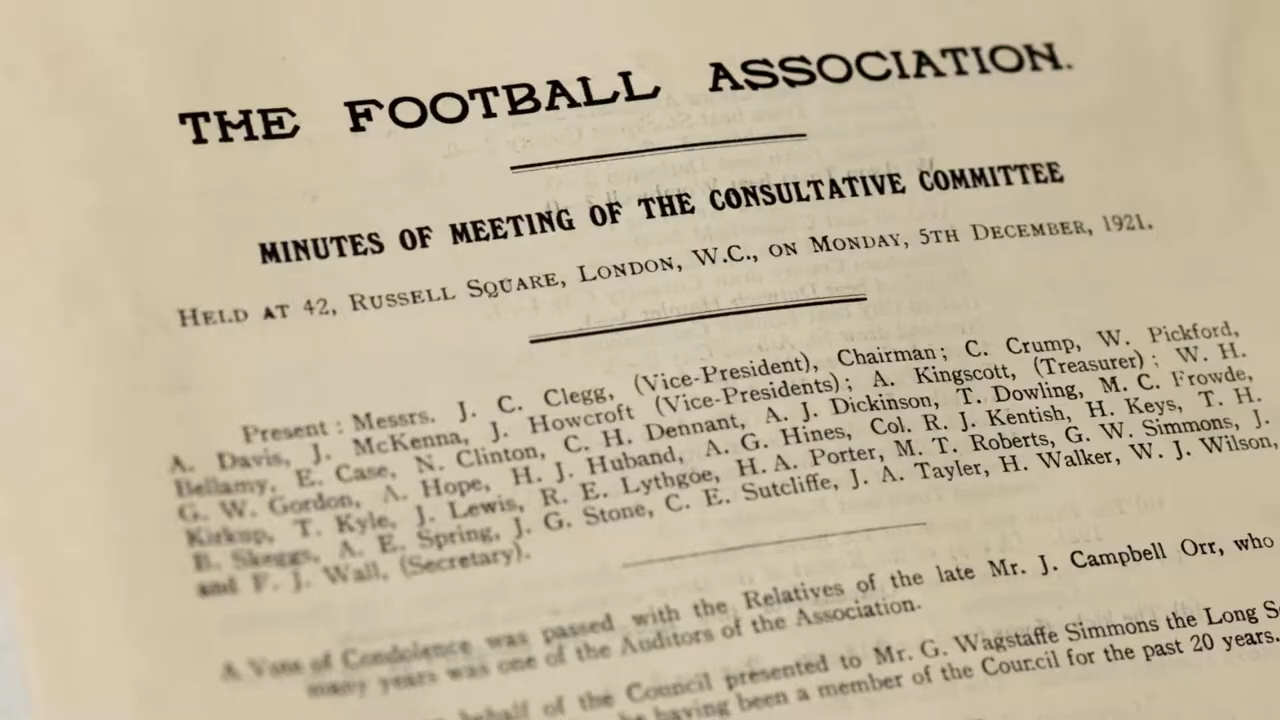 THE FOOTBALL ASSOCIATION.
MINUTES OF MEETING OF THE CONSULTATIVE COMMITTEE
HELD AT 42, RUSSELL SQUARE, LONDON, W.C., ON MONDAY, 5TH DECEMBER, 1921.
Present : Messrs. J. C. Clegg, (Vice-President), Chairman; C. Crump, W. Pickford,
A. Davis, J. McKenna, J. Howcroft (Vice-Presidents); A. Kingscott, (Treasurer); W. H.
Bellamy, E. Case, N. Clinton, C. H. Dennant, A. J. Dickinson, T. Dowling, M. C. Frowde,
G. W. Gordon, A. Hope, H. J. Huband, A. G. Hines, Col. R. J. Kentish, H. Keys, T. H.
Kirkup, T. Kyle, J. Lewis, R. E. Lythgoe, H. A. Porter, M. T. Roberts, G. W. Simmons, J.
B. Skeggs, A. E. Spring, J. G. Stone, C. E. Sutcliffe, J. A. Tayler, H. Walker, W. J. Wilson,
and F. J. Wall, (Secretary).
A Vote of Condolence was passed with the Relatives of the late Mr. J. Campbell Orr, who
many years was one of the Auditors of the Association.
behalf of the Council presented to Mr. G. Wagstaffe Simmons the Long
having been a member of the Council for the past 20 years.